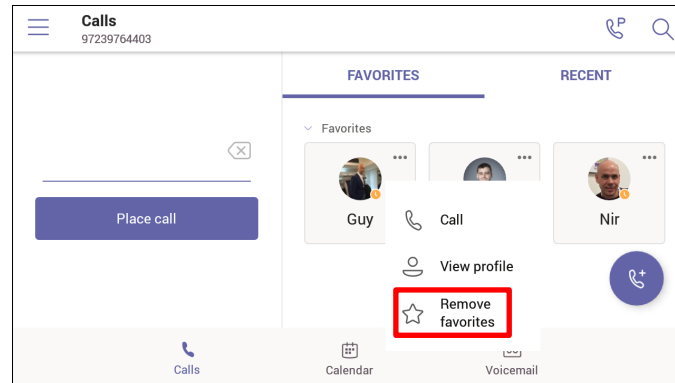 Calls
97239764403
P
FAVORITES
RECENT
Favorites
Place call
Guy
Nir
Call
View profile
Remove
favorites
Calls
Calendar
Voicemail